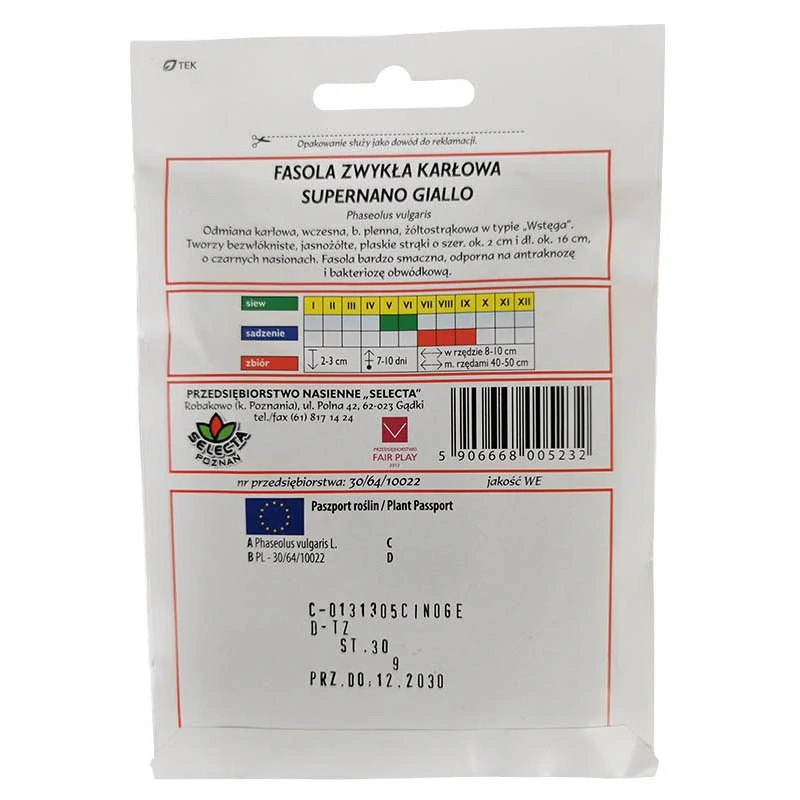 TEK
Opakowanie służy jako dowód do reklamacji.
FASOLA ZWYKŁA KARŁOWA
SUPERNANO GIALLO
Phaseolus vulgaris
Odmiana karłowa, wczesna, b. plenna, żółtostrąkowa w typie „Wstęga”.
Tworzy bezwłókniste, jasnożółte, płaskie strąki o szer. ok. 2 cm i dł. ok. 16 cm,
o czarnych nasionach. Fasola bardzo smaczna, odporna na antraknozę
i bakteriozę obwódkową.
siew I II III IV V VI VII VIII IX X XI XII
sadzenie
zbiór 2-3 cm 7-10 dni w rzędzie 8-10 cm
m. rzędami 40-50 cm
PRZEDSIĘBIORSTWO NASIENNE „SELECTA”
Robakowo (k. Poznania), ul. Polna 42, 62-023 Gądki
tel./fax (61) 817 14 24
SELECTA
POZNAŃ
PRZEDSIĘBIORSTWO
FAIR PLAY
2012
5 906668 005232
nr przedsiębiorstwa: 30/64/10022 jakość WE
Paszport roślin / Plant Passport
A Phaseolus vulgaris L. C
B PL - 30/64/10022 D
C-0131305CINOGE
D-TZ
ST.30
9
PRZ.DO:12.2030